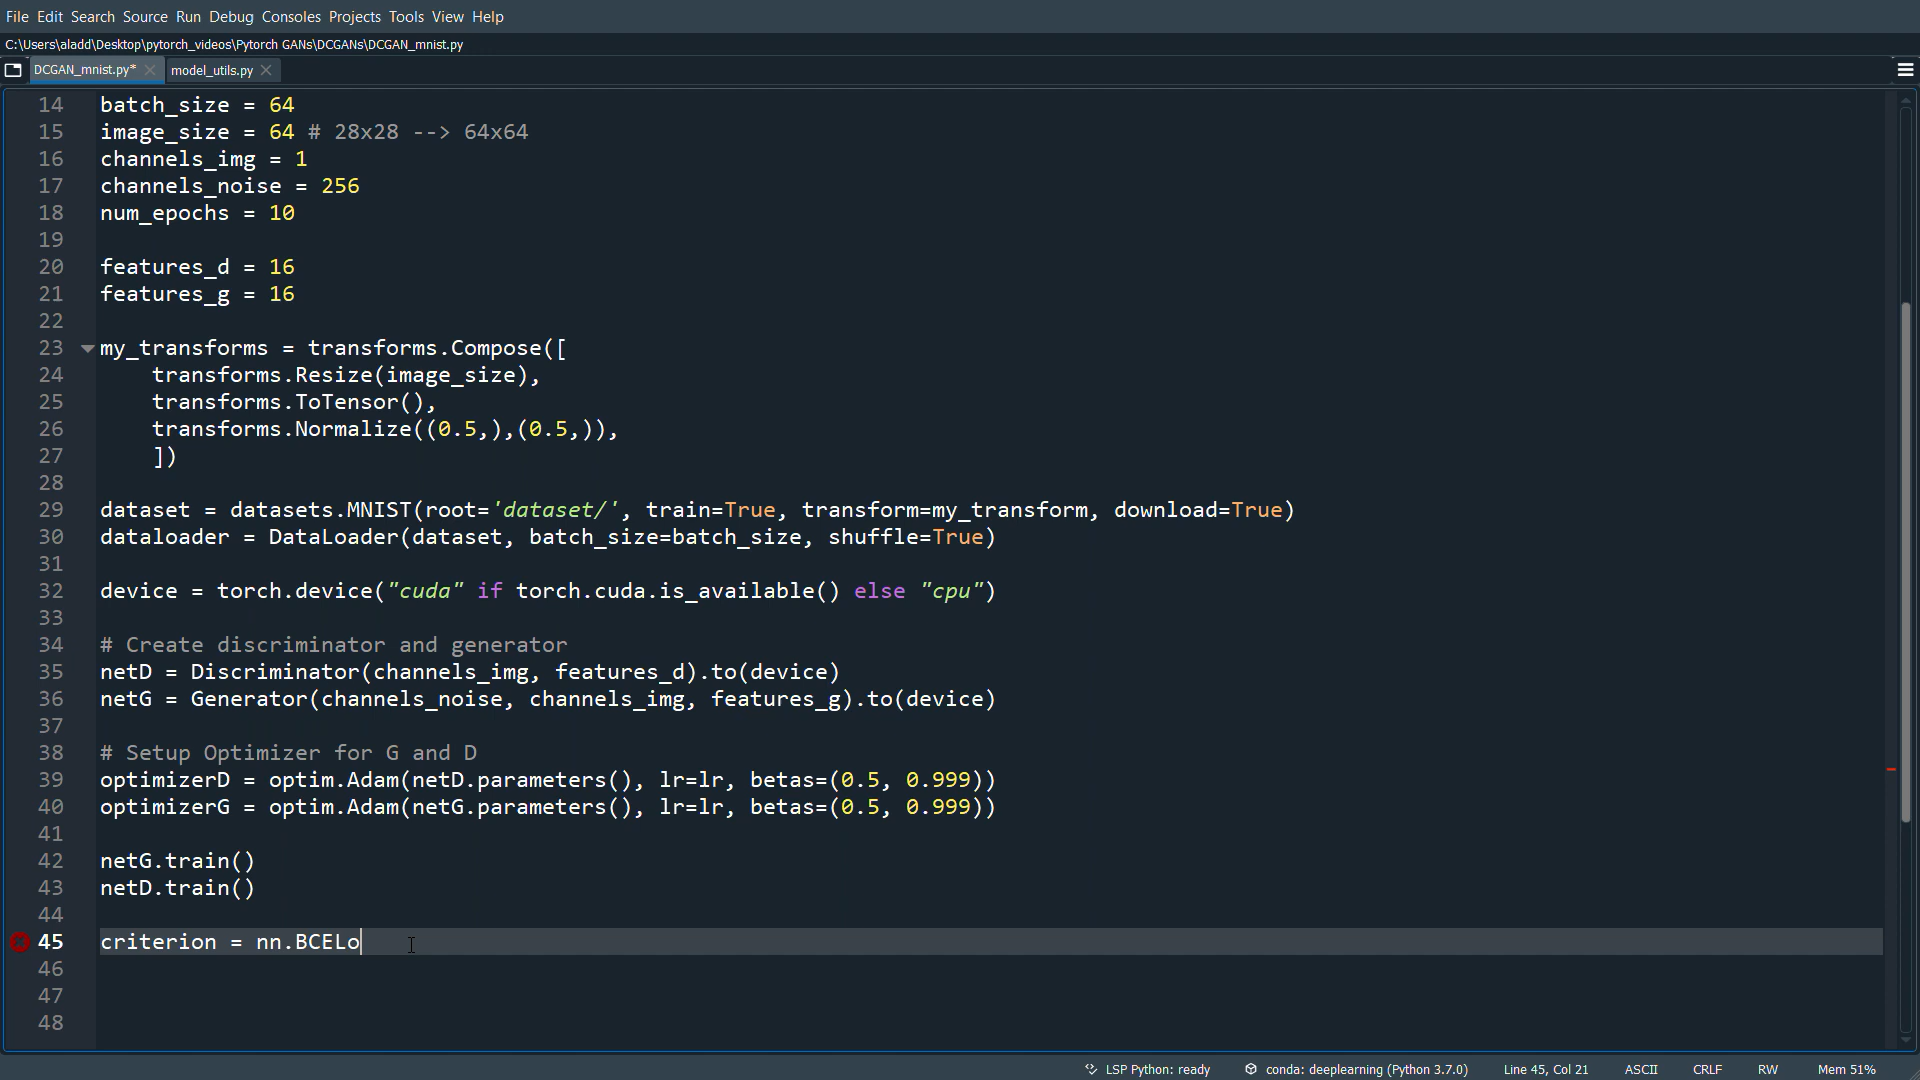 File Edit Search Source Run Debug Consoles Projects Tools View Help
C:\Users\aladd\Desktop\pytorch_videos\Pytorch GANs\DCGANs\DCGAN_mnist.py
DCGAN_mnist.py* model_utils.py
14 batch_size = 64
15 image_size = 64 # 28x28 --> 64x64
16 channels_img = 1
17 channels_noise = 256
18 num_epochs = 10
19
20 features_d = 16
21 features_g = 16
22
23 my_transforms = transforms.Compose([
24     transforms.Resize(image_size),
25     transforms.ToTensor(),
26     transforms.Normalize((0.5,),(0.5,)),
27     ])
28
29 dataset = datasets.MNIST(root='dataset/', train=True, transform=my_transform, download=True)
30 dataloader = DataLoader(dataset, batch_size=batch_size, shuffle=True)
31
32 device = torch.device("cuda" if torch.cuda.is_available() else "cpu")
33
34 # Create discriminator and generator
35 netD = Discriminator(channels_img, features_d).to(device)
36 netG = Generator(channels_noise, channels_img, features_g).to(device)
37
38 # Setup Optimizer for G and D
39 optimizerD = optim.Adam(netD.parameters(), lr=lr, betas=(0.5, 0.999))
40 optimizerG = optim.Adam(netG.parameters(), lr=lr, betas=(0.5, 0.999))
41
42 netG.train()
43 netD.train()
44
45 criterion = nn.BCELo
46
47
48
LSP Python: ready conda: deeplearning (Python 3.7.0) Line 45, Col 21 ASCII CRLF RW Mem 51%